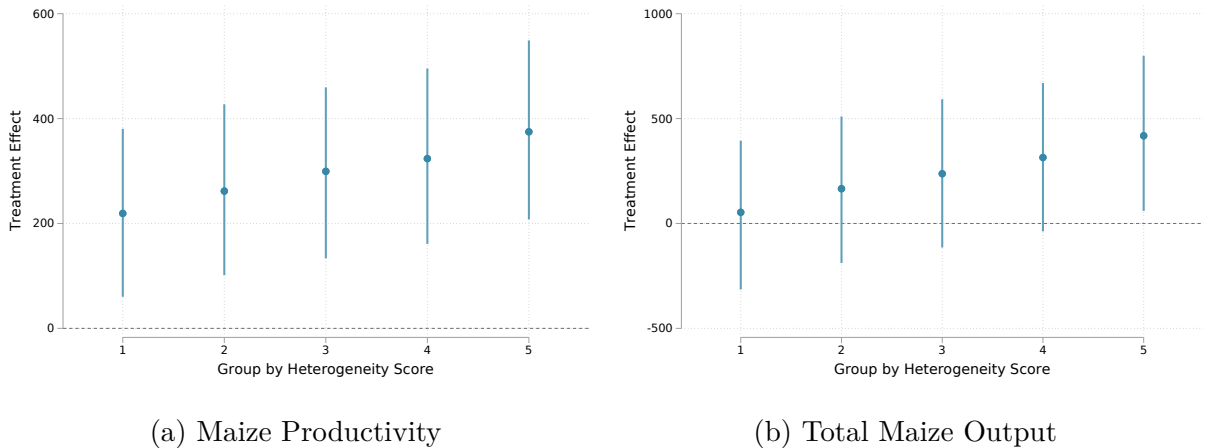 600
400
200
0
Treatment Effect
1 2 3 4 5
Group by Heterogeneity Score
(a) Maize Productivity
1000
500
0
-500
Treatment Effect
1 2 3 4 5
Group by Heterogeneity Score
(b) Total Maize Output